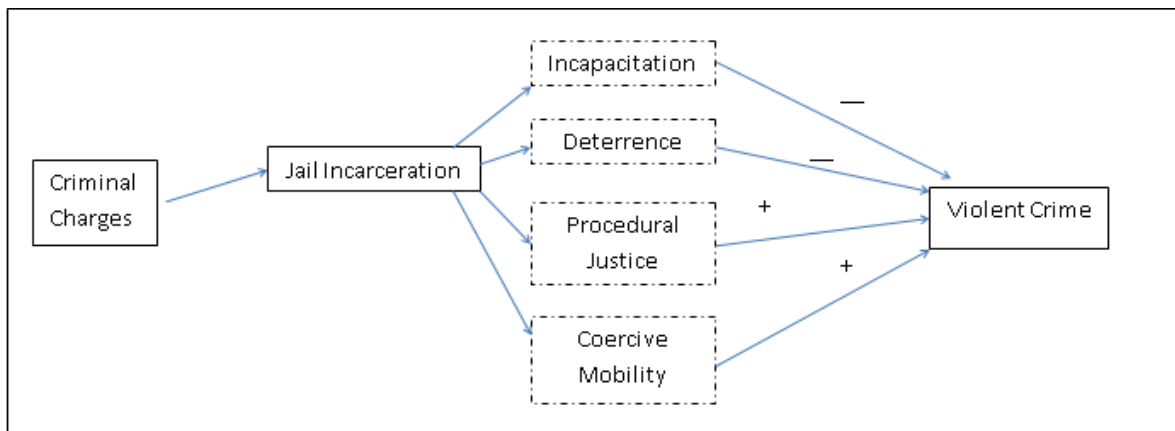 Criminal
Charges
Jail Incarceration
Incapacitation
Deterrence
Procedural
Justice
Coercive
Mobility
—
—
+
+
Violent Crime